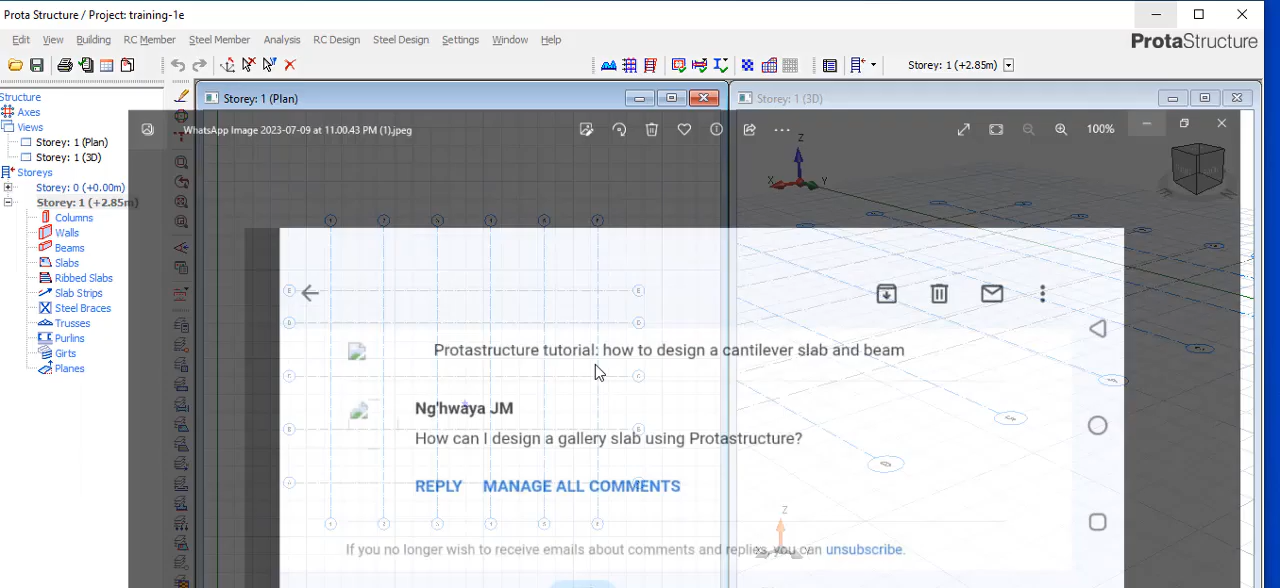 Prota Structure / Project: training-1e
Edit View Building RC Member Steel Member Analysis RC Design Steel Design Settings Window Help
ProtaStructure
Storey: 1 (+2.85m)
Structure
Axes
Views
Storey: 1 (Plan)
Storey: 1 (3D)
Storeys
Storey: 0 (+0.00m)
Storey: 1 (+2.85m)
Columns
Walls
Beams
Slabs
Ribbed Slabs
Slab Strips
Steel Braces
Trusses
Purlins
Girts
Planes
Storey: 1 (Plan)
Storey: 1 (3D)
WhatsApp Image 2023-07-09 at 11.00.43 PM (1).jpeg
100%
Z
X Y
Protastructure tutorial: how to design a cantilever slab and beam
Ng'hwaya JM
How can I design a gallery slab using Protastructure?
REPLY MANAGE ALL COMMENTS
Z
If you no longer wish to receive emails about comments and replies, you can unsubscribe.